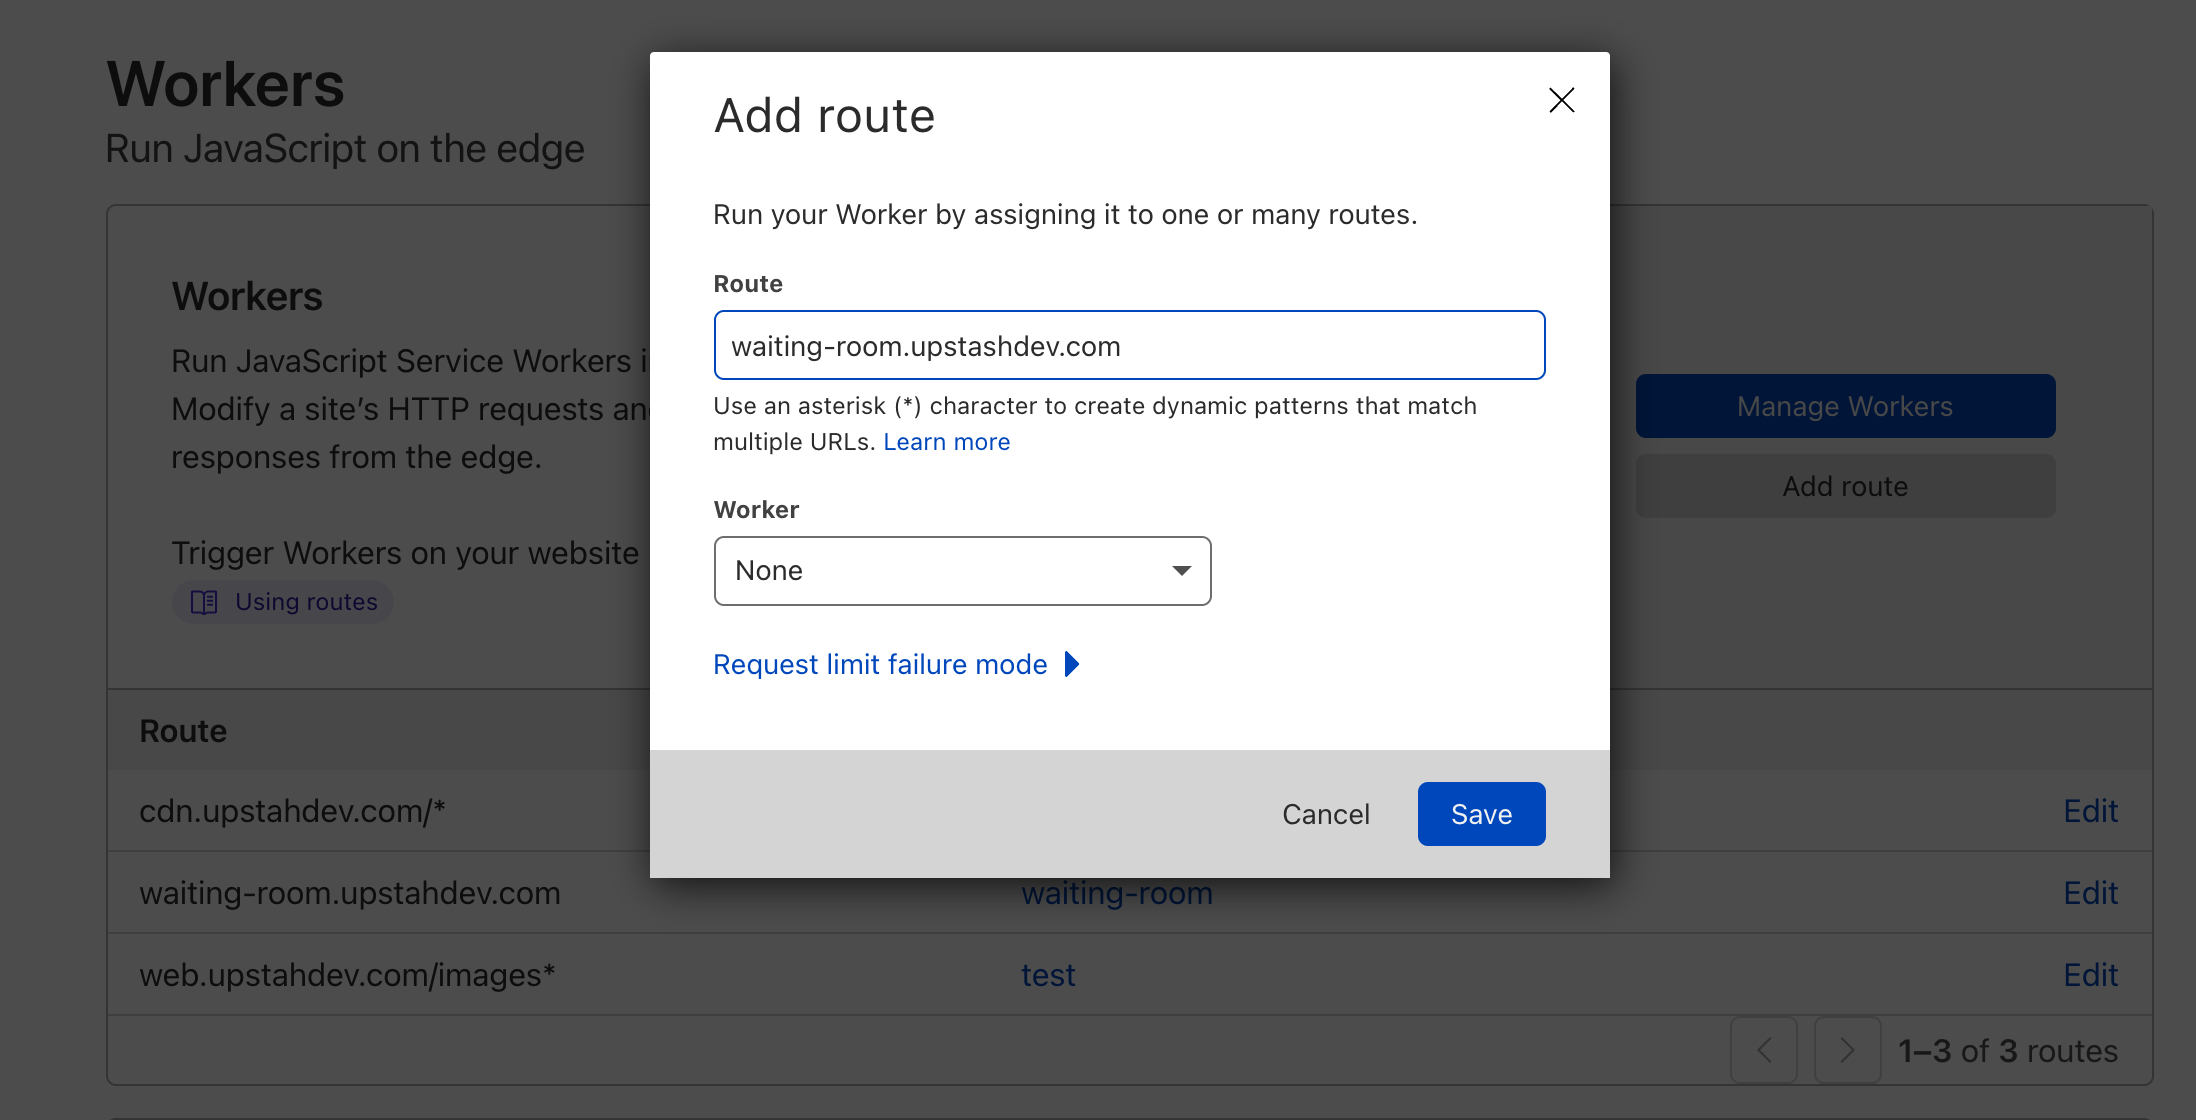 Workers
Run JavaScript on the edge
Workers
Run JavaScript Service Workers i
Modify a site's HTTP requests an
responses from the edge.
Trigger Workers on your website
Using routes
Manage Workers
Add route
Route
cdn.upstahdev.com/*
Edit
waiting-room.upstahdev.com
waiting-room
Edit
web.upstahdev.com/images*
test
Edit
1–3 of 3 routes
Add route
Run your Worker by assigning it to one or many routes.
Route
waiting-room.upstashdev.com
Use an asterisk (*) character to create dynamic patterns that match
multiple URLs. Learn more
Worker
None
Request limit failure mode
Cancel
Save